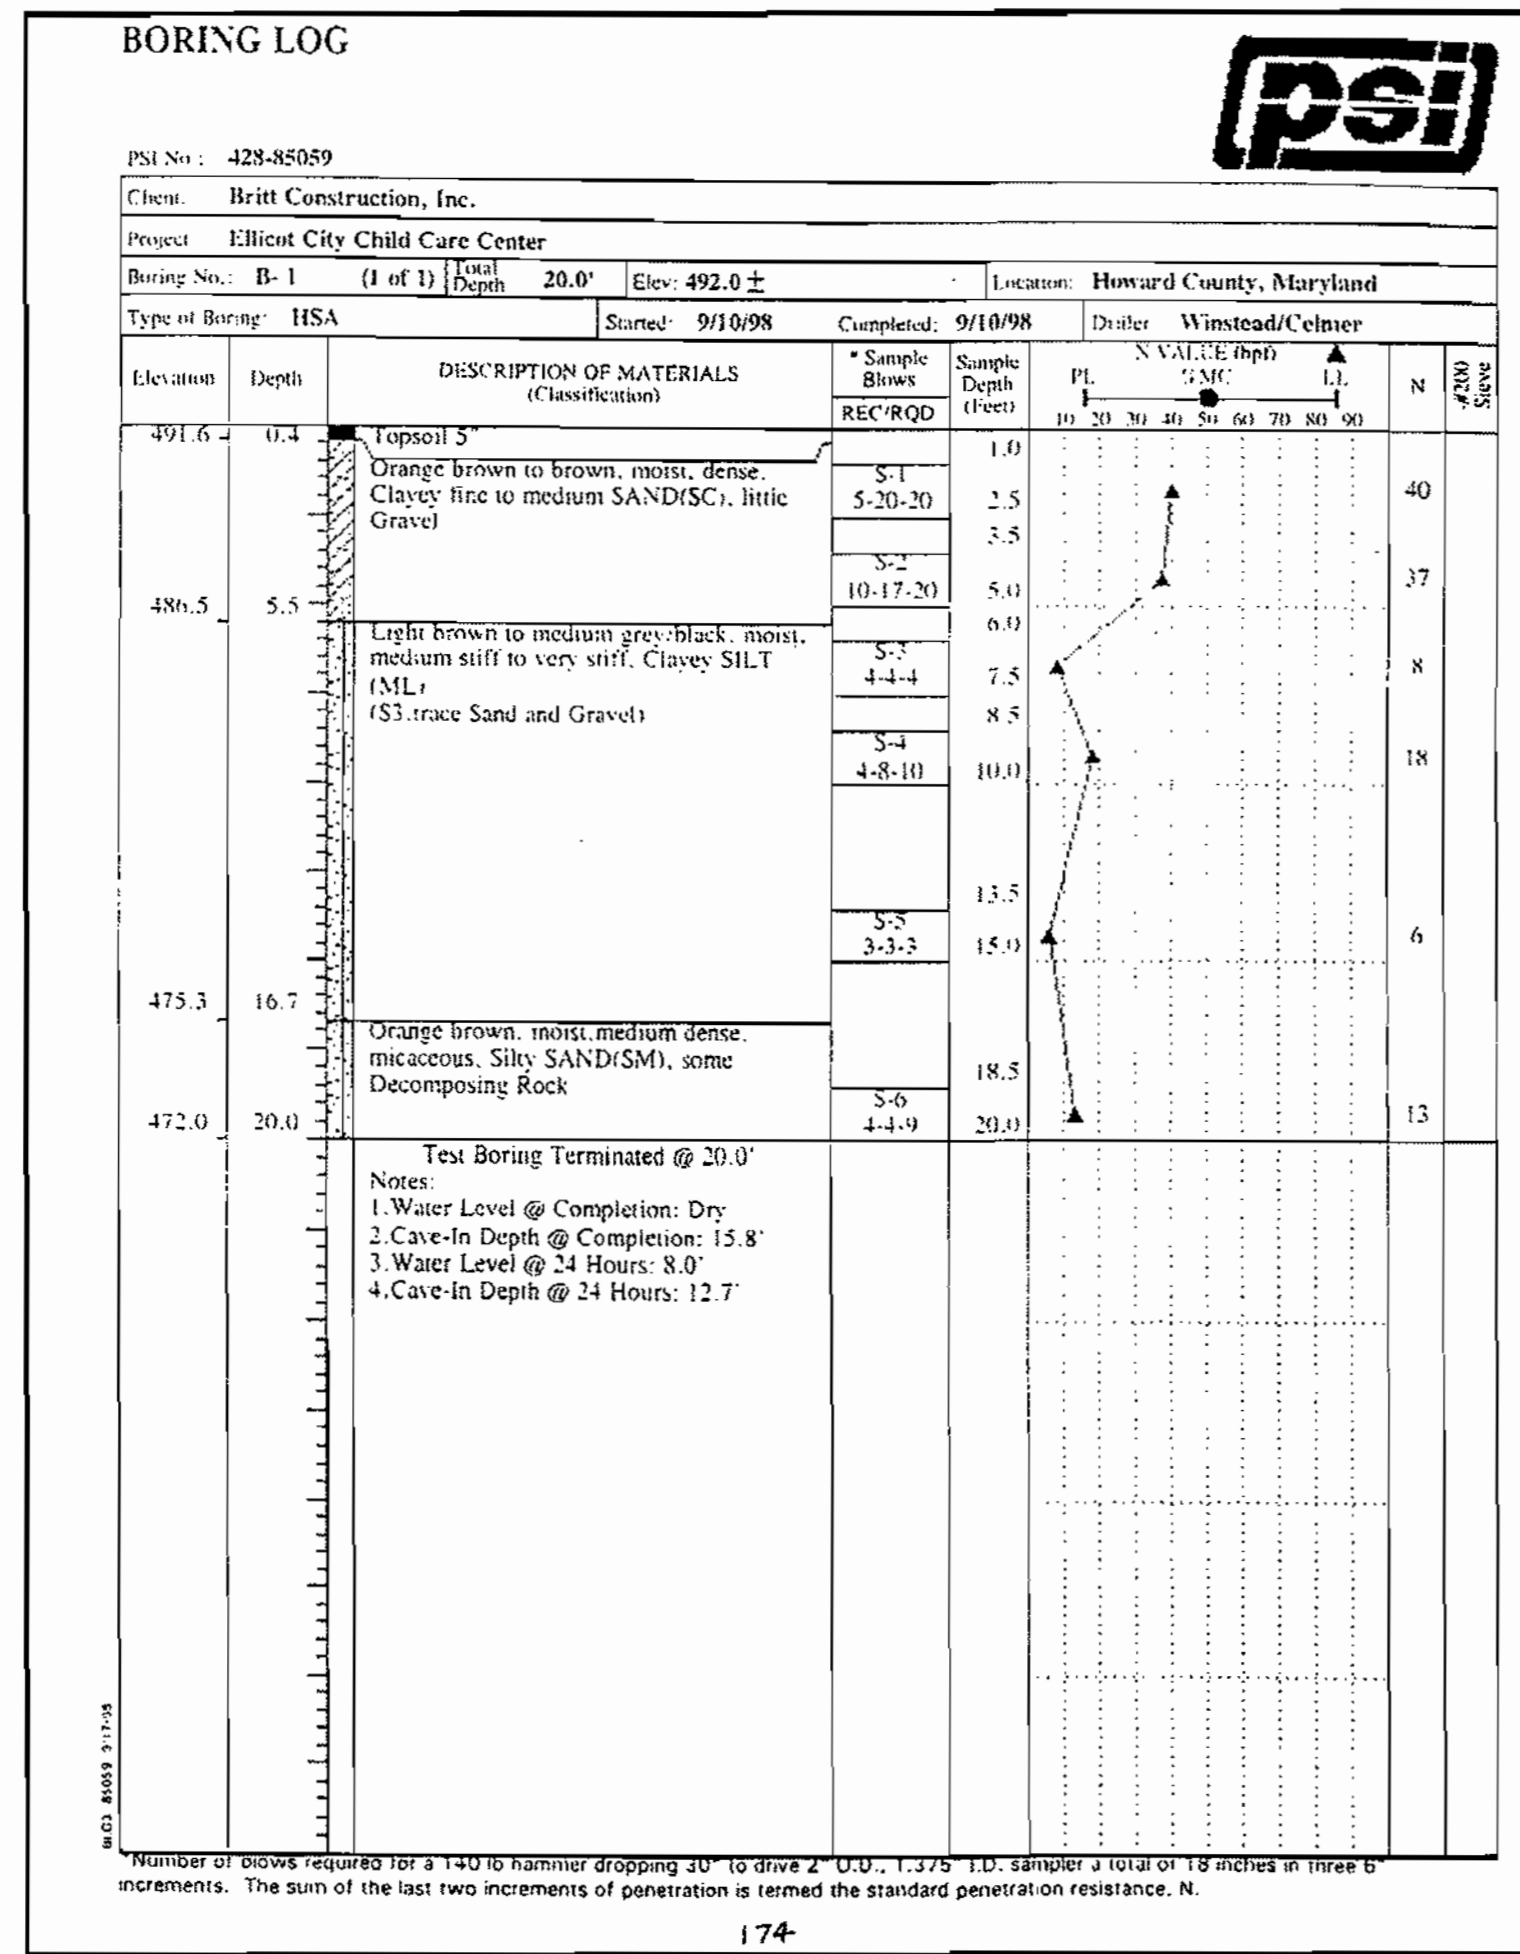 BORING LOG
psi
PSI No : 428-85059
Client. Britt Construction, Inc.
Project Ellicot City Child Care Center
Boring No.: B- 1 (1 of 1) Total Depth 20.0' Elev: 492.0 ± Location: Howard County, Maryland
Type of Boring: HSA Started: 9/10/98 Completed: 9/10/98 Driller Winstead/Celmer
Elevation Depth DESCRIPTION OF MATERIALS (Classification) * Sample Blows REC/RQD Sample Depth (Feet) N VALUE (bpf) PL %MC LL N -#200 Sieve
10 20 30 40 50 60 70 80 90
491.6 0.4 Topsoil 5"
1.0
Orange brown to brown, moist, dense,
Clayey fine to medium SAND(SC), little
Gravel
S-1
5-20-20 2.5 40
3.5
S-2
10-17-20 5.0 37
486.5 5.5
6.0
Light brown to medium grey/black, moist,
medium stiff to very stiff, Clayey SILT
(ML)
(S3.trace Sand and Gravel)
S-3
4-4-4 7.5 8
8.5
S-4
4-8-10 10.0 18
13.5
S-5
3-3-3 15.0 6
475.3 16.7
Orange brown, moist,medium dense,
micaceous, Silty SAND(SM), some
Decomposing Rock
18.5
S-6
4-4-9 20.0 13
472.0 20.0
Test Boring Terminated @ 20.0'
Notes:
1.Water Level @ Completion: Dry
2.Cave-In Depth @ Completion: 15.8'
3.Water Level @ 24 Hours: 8.0'
4.Cave-In Depth @ 24 Hours: 12.7'
85059
*Number of blows required for a 140 lb hammer dropping 30" to drive 2" O.D., 1.375" I.D. sampler a total of 18 inches in three 6"
increments. The sum of the last two increments of penetration is termed the standard penetration resistance, N.
174